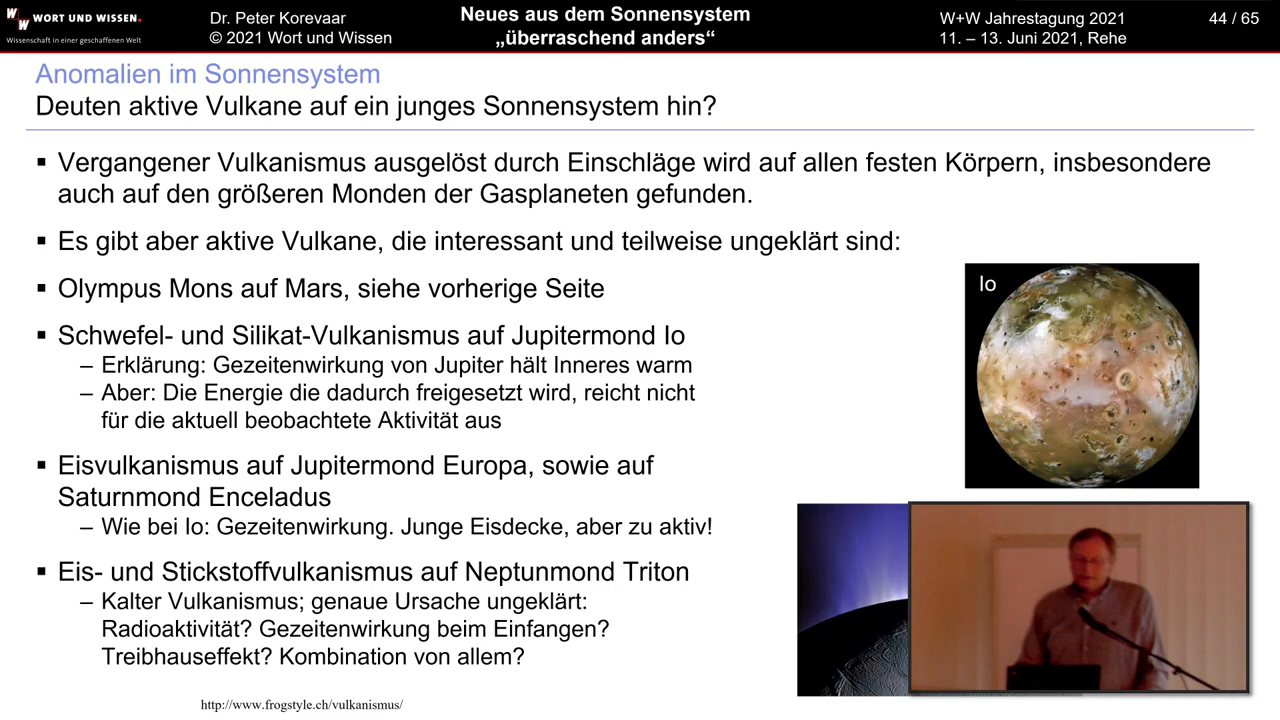 WORT UND WISSEN.
Wissenschaft in einer geschaffenen Welt
Dr. Peter Korevaar
© 2021 Wort und Wissen
Neues aus dem Sonnensystem
„überraschend anders“
W+W Jahrestagung 2021
11. – 13. Juni 2021, Rehe
44 / 65
Anomalien im Sonnensystem
Deuten aktive Vulkane auf ein junges Sonnensystem hin?
▪ Vergangener Vulkanismus ausgelöst durch Einschläge wird auf allen festen Körpern, insbesondere
auch auf den größeren Monden der Gasplaneten gefunden.
▪ Es gibt aber aktive Vulkane, die interessant und teilweise ungeklärt sind:
▪ Olympus Mons auf Mars, siehe vorherige Seite
▪ Schwefel- und Silikat-Vulkanismus auf Jupitermond Io
– Erklärung: Gezeitenwirkung von Jupiter hält Inneres warm
– Aber: Die Energie die dadurch freigesetzt wird, reicht nicht
für die aktuell beobachtete Aktivität aus
▪ Eisvulkanismus auf Jupitermond Europa, sowie auf
Saturnmond Enceladus
– Wie bei Io: Gezeitenwirkung. Junge Eisdecke, aber zu aktiv!
▪ Eis- und Stickstoffvulkanismus auf Neptunmond Triton
– Kalter Vulkanismus; genaue Ursache ungeklärt:
Radioaktivität? Gezeitenwirkung beim Einfangen?
Treibhauseffekt? Kombination von allem?
Io
http://www.frogstyle.ch/vulkanismus/